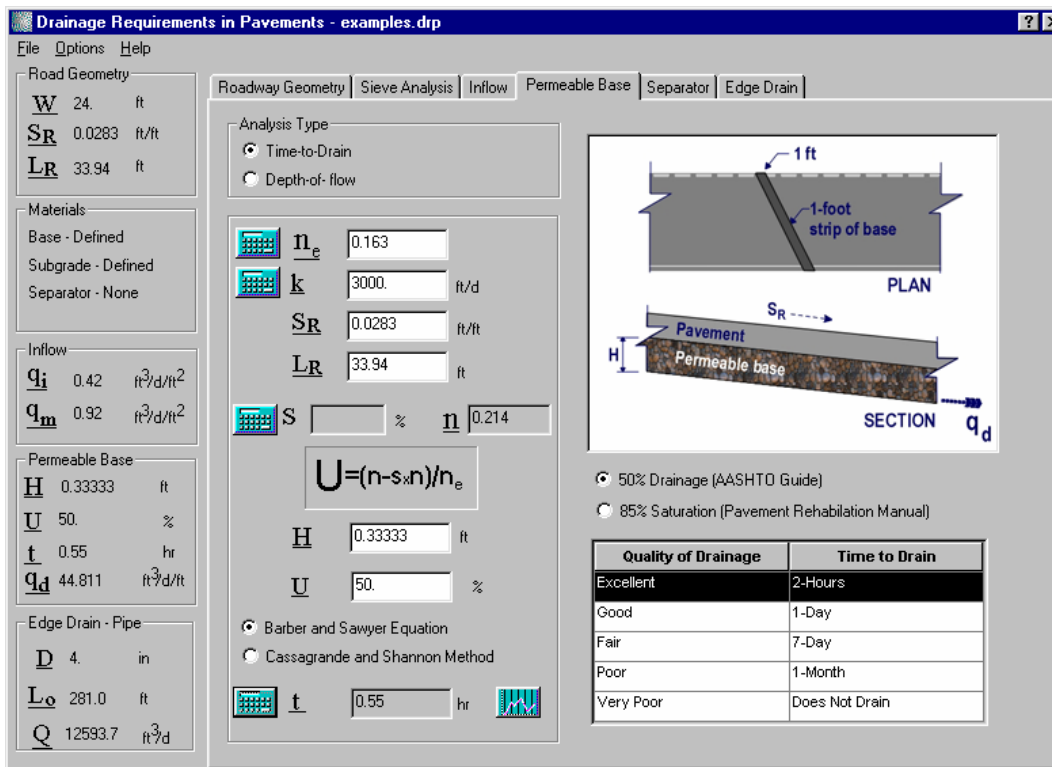 Drainage Requirements in Pavements - examples.drp
File Options Help
Road Geometry
W 24. ft
SR 0.0283 ft/ft
LR 33.94 ft
Materials
Base - Defined
Subgrade - Defined
Separator - None
Inflow
qi 0.42 ft3/d/ft2
qm 0.92 ft3/d/ft2
Permeable Base
H 0.33333 ft
U 50. %
t 0.55 hr
qd 44.811 ft3/d/ft
Edge Drain - Pipe
D 4. in
Lo 281.0 ft
Q 12593.7 ft3/d
Roadway Geometry Sieve Analysis Inflow Permeable Base Separator Edge Drain
Analysis Type
Time-to-Drain
Depth-of- flow
ne 0.163
k 3000. ft/d
SR 0.0283 ft/ft
LR 33.94 ft
S % n 0.214
U=(n-sxn)/ne
H 0.33333 ft
U 50. %
Barber and Sawyer Equation
Cassagrande and Shannon Method
t 0.55 hr
1 ft
1-foot
strip of base
PLAN
SR
Pavement
H
Permeable base
SECTION
qd
50% Drainage (AASHTO Guide)
85% Saturation (Pavement Rehabilation Manual)
Quality of Drainage Time to Drain
Excellent 2-Hours
Good 1-Day
Fair 7-Day
Poor 1-Month
Very Poor Does Not Drain